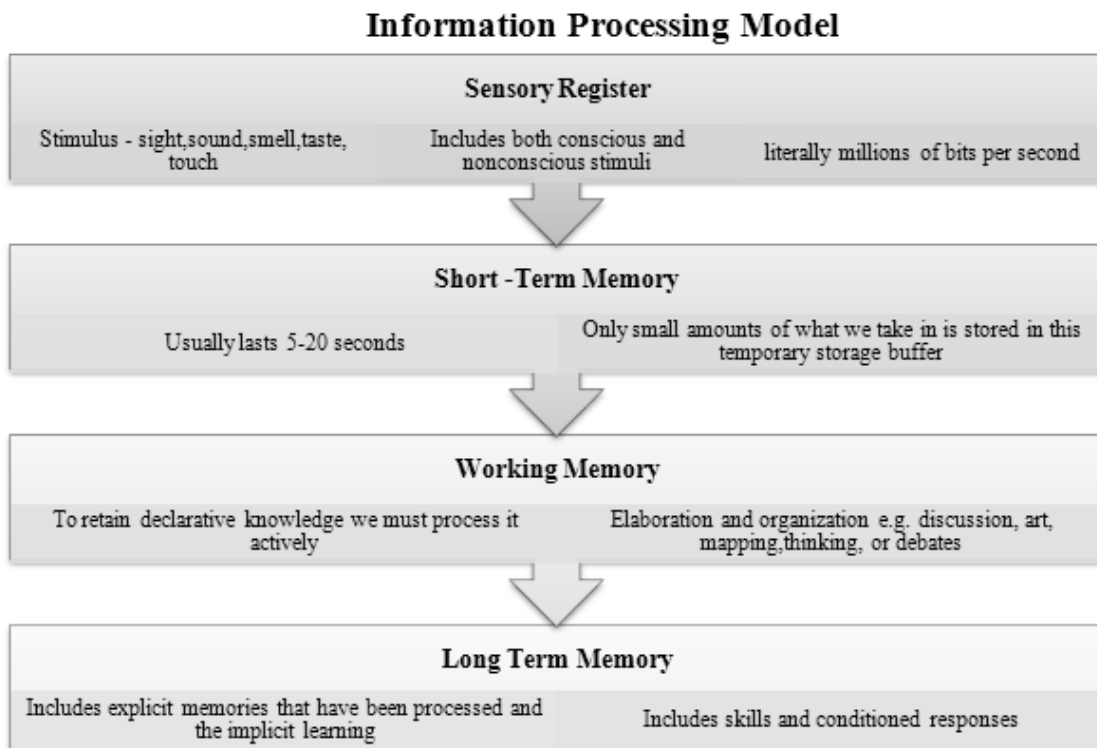 Information Processing Model
Sensory Register
Stimulus - sight,sound,smell,taste,
touch
Includes both conscious and
nonconscious stimuli
literally millions of bits per second
Short -Term Memory
Usually lasts 5-20 seconds
Only small amounts of what we take in is stored in this
temporary storage buffer
Working Memory
To retain declarative knowledge we must process it
actively
Elaboration and organization e.g. discussion, art,
mapping,thinking, or debates
Long Term Memory
Includes explicit memories that have been processed and
the implicit learning
Includes skills and conditioned responses